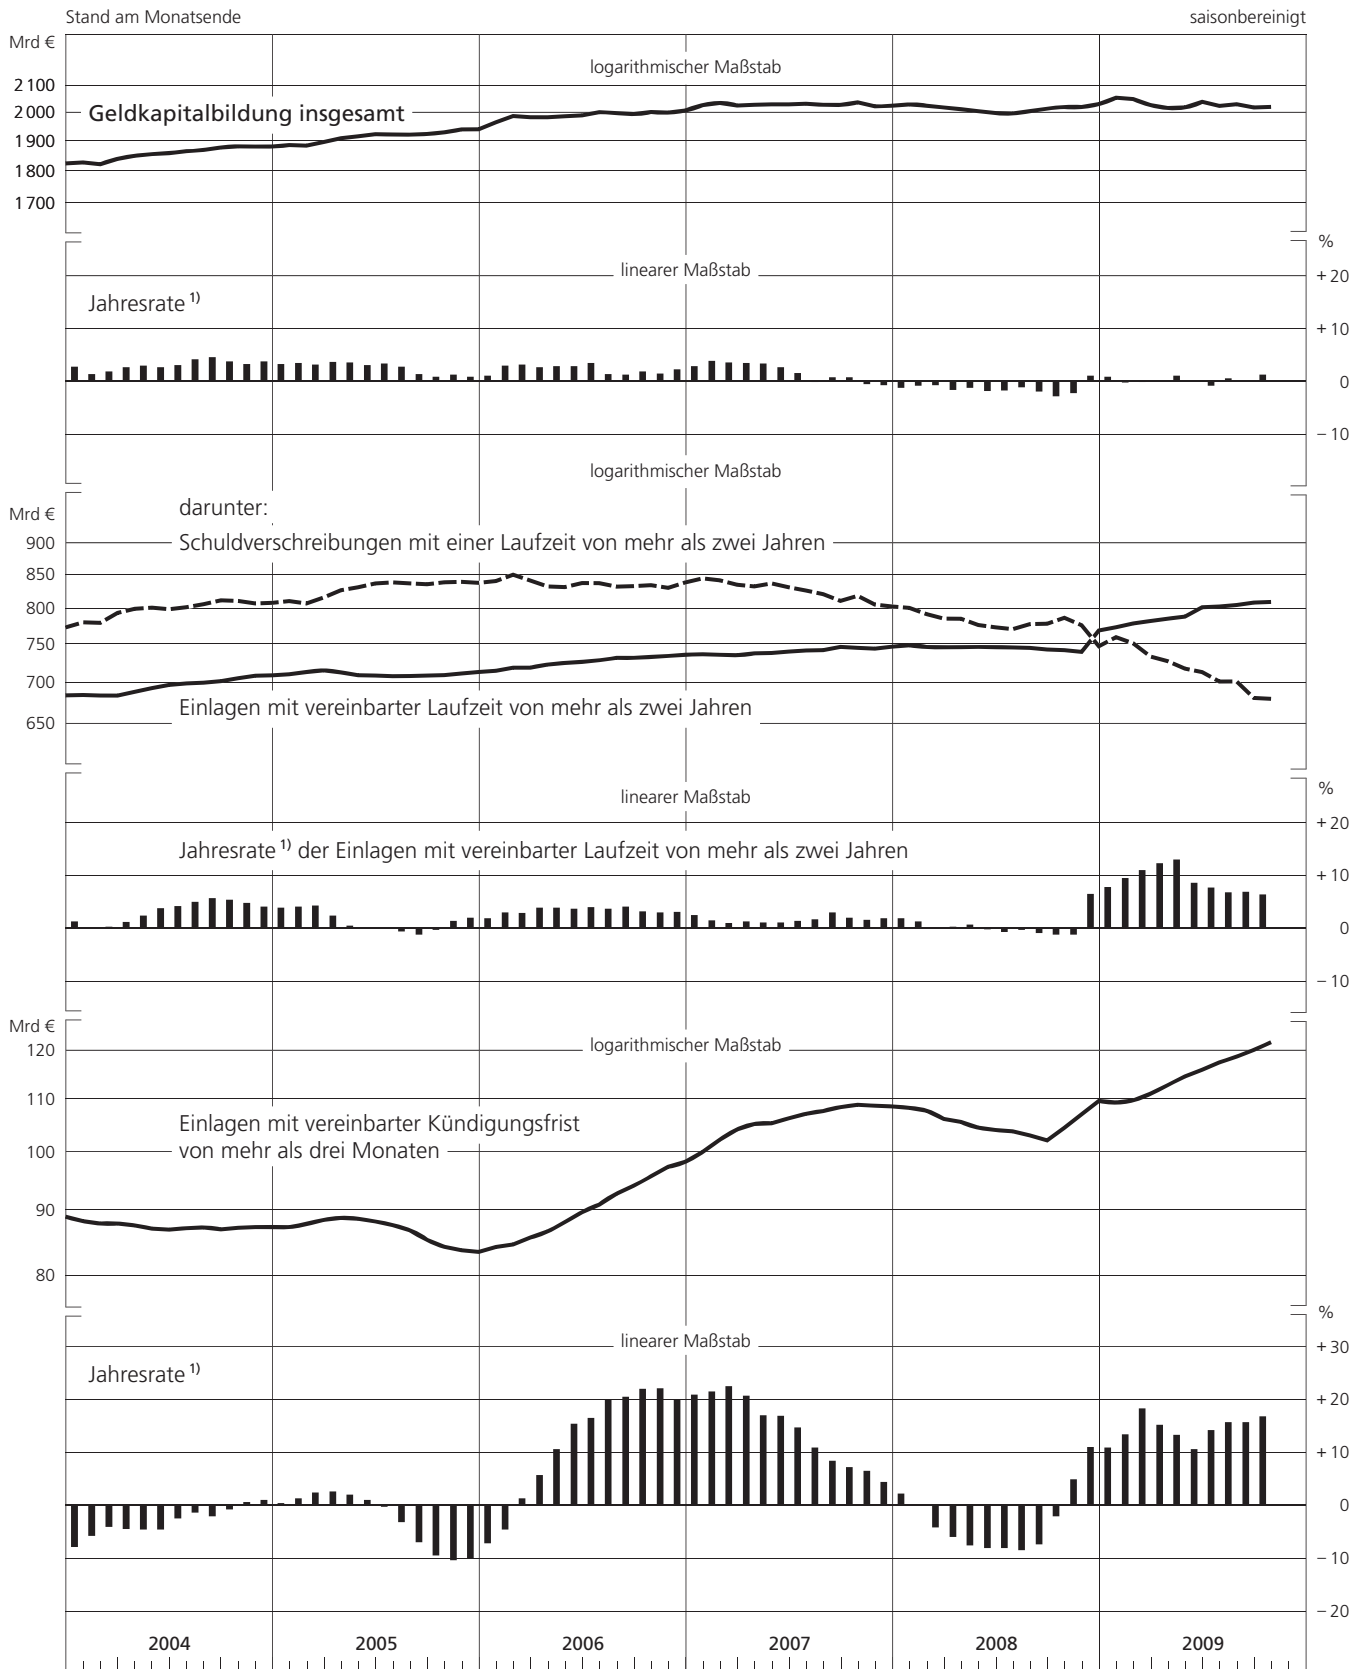 Stand am Monatsende
saisonbereinigt
Mrd €
logarithmischer Maßstab
2 100
2 000
1 900
1 800
1 700
Geldkapitalbildung insgesamt
%
linearer Maßstab
+ 20
+ 10
0
– 10
Jahresrate 1)
logarithmischer Maßstab
Mrd €
darunter:
900
Schuldverschreibungen mit einer Laufzeit von mehr als zwei Jahren
850
800
750
700
650
Einlagen mit vereinbarter Laufzeit von mehr als zwei Jahren
%
linearer Maßstab
+ 20
Jahresrate 1) der Einlagen mit vereinbarter Laufzeit von mehr als zwei Jahren
+ 10
0
– 10
Mrd €
logarithmischer Maßstab
120
110
100
90
80
Einlagen mit vereinbarter Kündigungsfrist
von mehr als drei Monaten
%
linearer Maßstab
+ 30
Jahresrate 1)
+ 20
+ 10
0
– 10
– 20
2004 2005 2006 2007 2008 2009